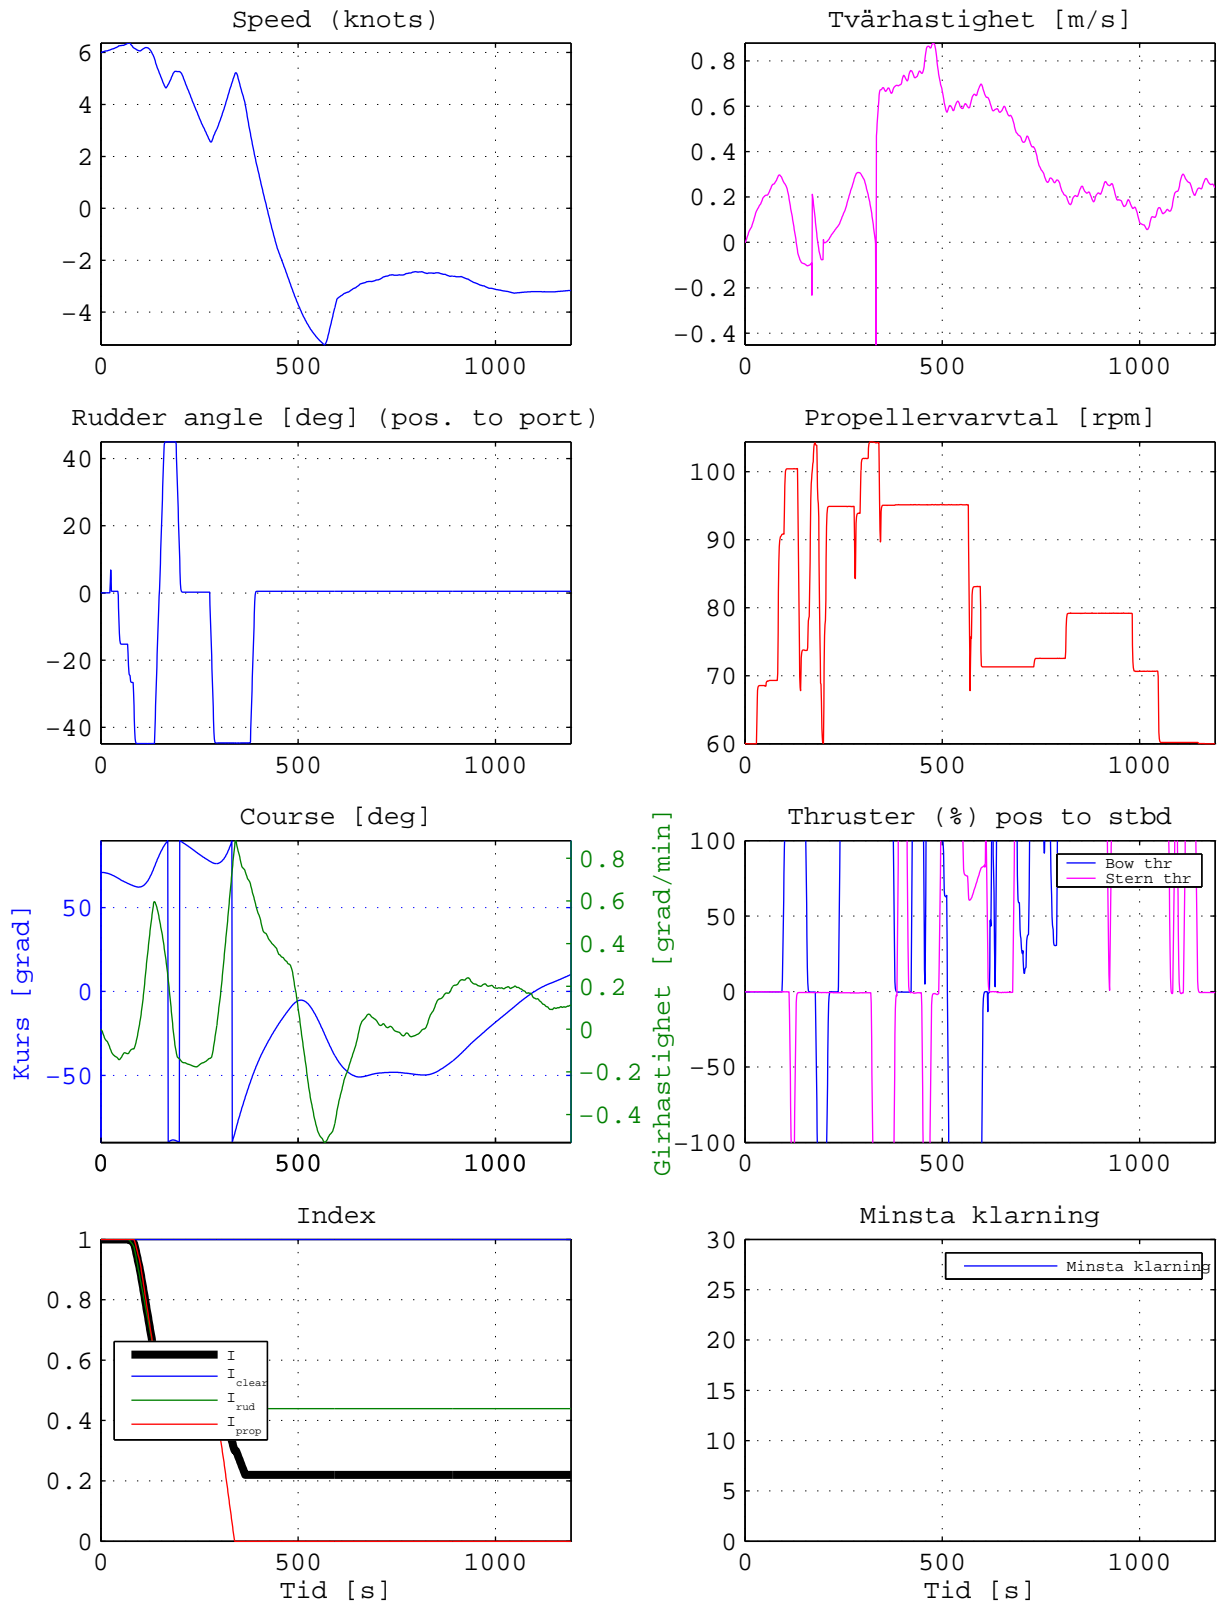 Speed (knots)
6
4
2
0
−2
−4
0 500 1000
Tvärhastighet [m/s]
0.8
0.6
0.4
0.2
0
−0.2
−0.4
0 500 1000
Rudder angle [deg] (pos. to port)
40
20
0
−20
−40
0 500 1000
Propellervarvtal [rpm]
100
90
80
70
60
0 500 1000
Course [deg]
Kurs [grad]
50
0
−50
0 500 1000
0.8
0.6
0.4
0.2
0
−0.2
−0.4
Girhastighet [grad/min]
Thruster (%) pos to stbd
100
50
0
−50
−100
0 500 1000
Bow thr
Stern thr
Index
1
0.8
0.6
0.4
0.2
0
0 500 1000
Tid [s]
I
I clear
I rud
I prop
Minsta klarning
30
25
20
15
10
5
0
0 500 1000
Tid [s]
Minsta klarning